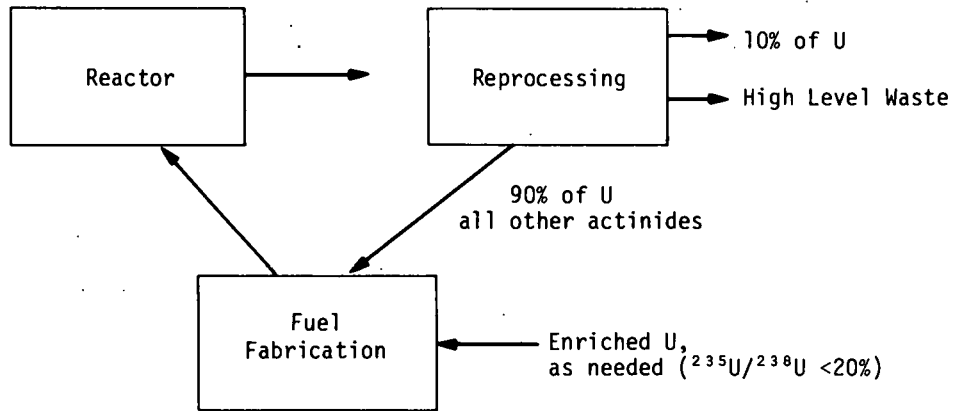 Reactor
Reprocessing
10% of U
High Level Waste
90% of U
all other actinides
Fuel
Fabrication
Enriched U,
as needed (²³⁵U/²³⁸U <20%)